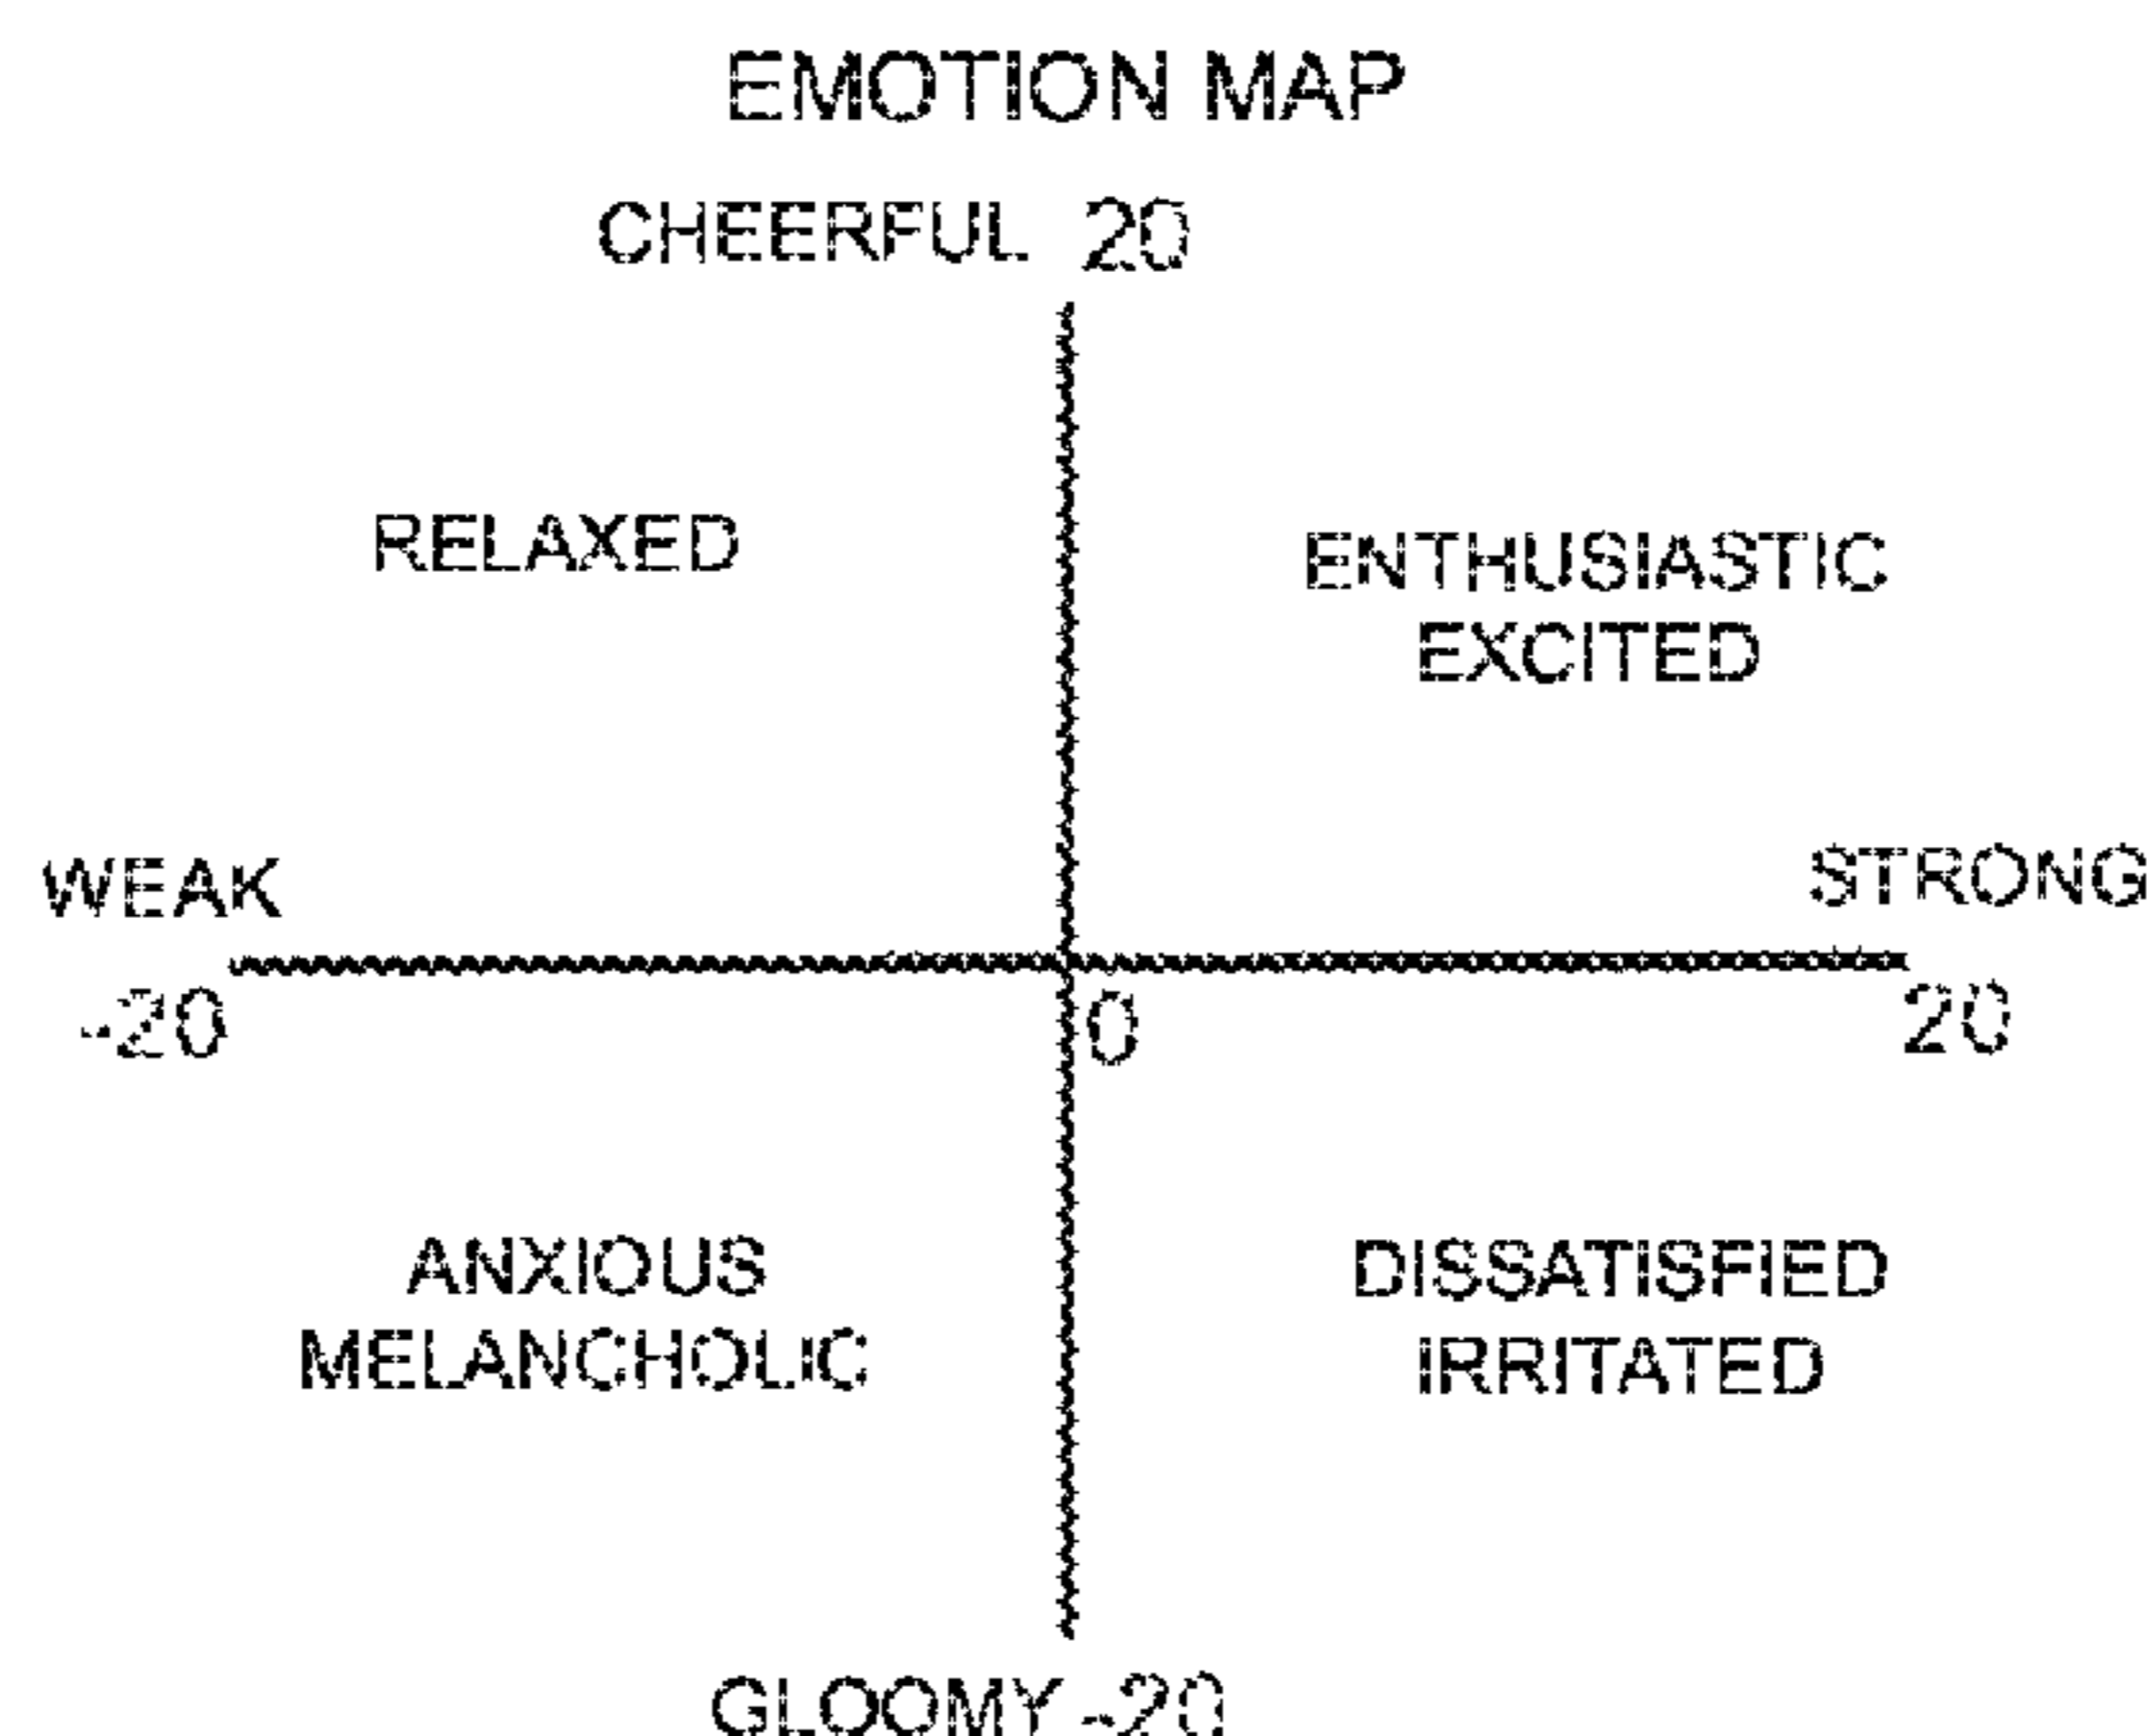 EMOTION MAP
CHEERFUL 20
RELAXED
ENTHUSIASTIC
EXCITED
WEAK
STRONG
-20
0
20
ANXIOUS
MELANCHOLIC
DISSATISFIED
IRRITATED
GLOOMY -20